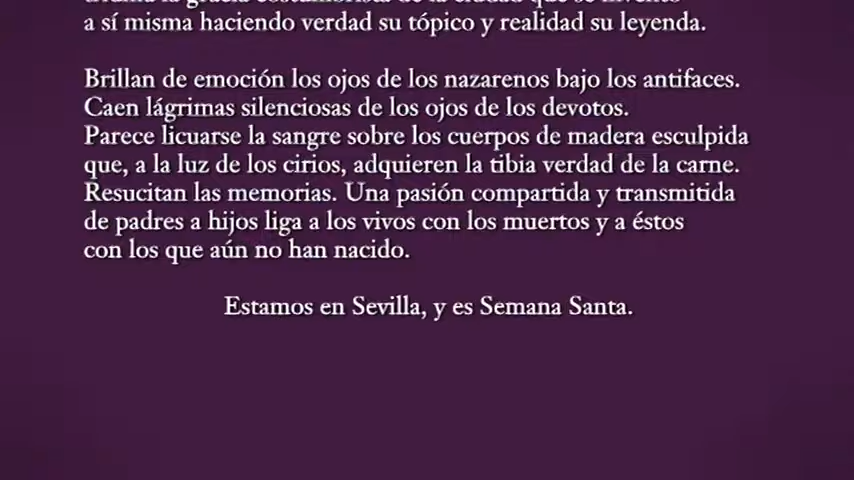 a sí misma haciendo verdad su tópico y realidad su leyenda.
Brillan de emoción los ojos de los nazarenos bajo los antifaces.
Caen lágrimas silenciosas de los ojos de los devotos.
Parece licuarse la sangre sobre los cuerpos de madera esculpida
que, a la luz de los cirios, adquieren la tibia verdad de la carne.
Resucitan las memorias. Una pasión compartida y transmitida
de padres a hijos liga a los vivos con los muertos y a éstos
con los que aún no han nacido.
Estamos en Sevilla, y es Semana Santa.